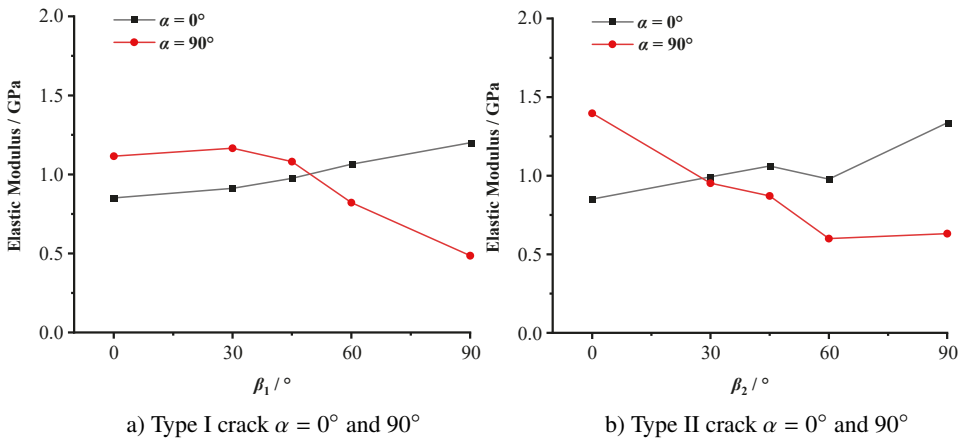 α = 0°
α = 90°
2.0
1.5
1.0
0.5
0.0
Elastic Modulus / GPa
0 30 60 90
β₁ / °
a) Type I crack α = 0° and 90°
α = 0°
α = 90°
2.0
1.5
1.0
0.5
0.0
Elastic Modulus / GPa
0 30 60 90
β₂ / °
b) Type II crack α = 0° and 90°